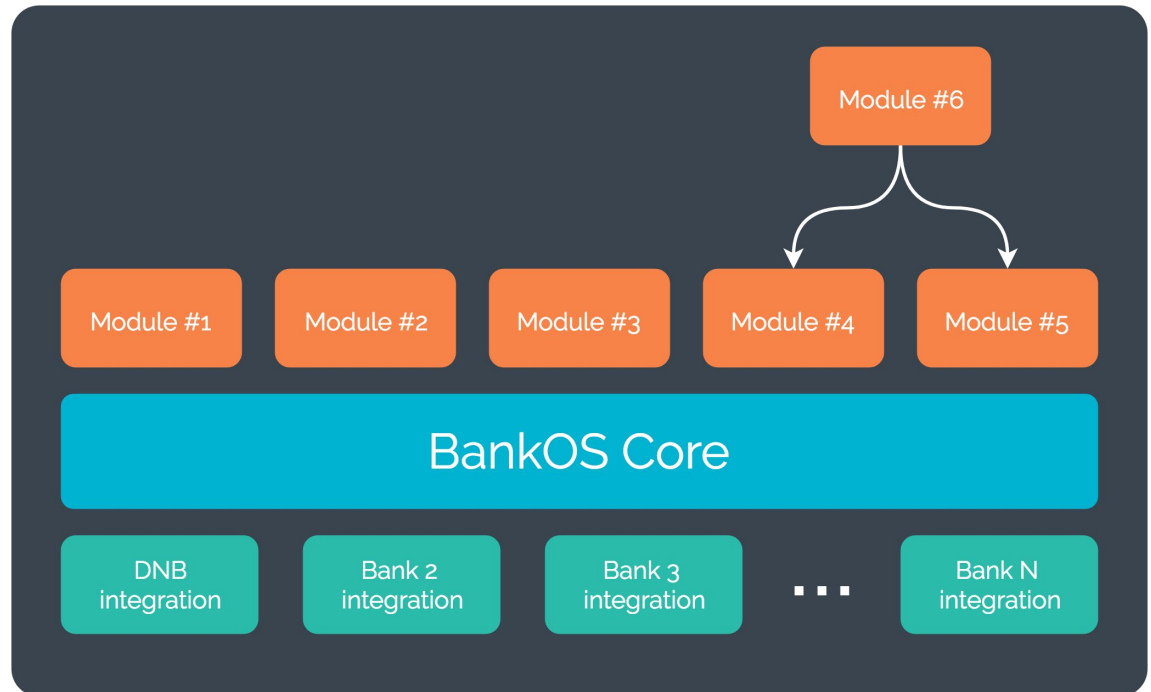 Module #6
Module #1
Module #2
Module #3
Module #4
Module #5
BankOS Core
DNB
integration
Bank 2
integration
Bank 3
integration
...
Bank N
integration